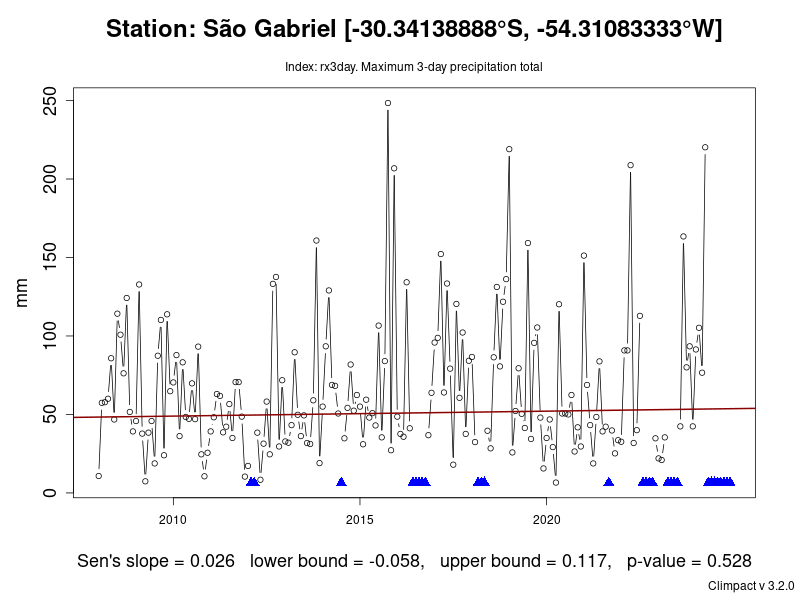 Station: São Gabriel [-30.34138888°S, -54.31083333°W]
Index: rx3day. Maximum 3-day precipitation total
mm
250
200
150
100
50
0
2010 2015 2020
Sen's slope = 0.026 lower bound = -0.058, upper bound = 0.117, p-value = 0.528
Climpact v 3.2.0